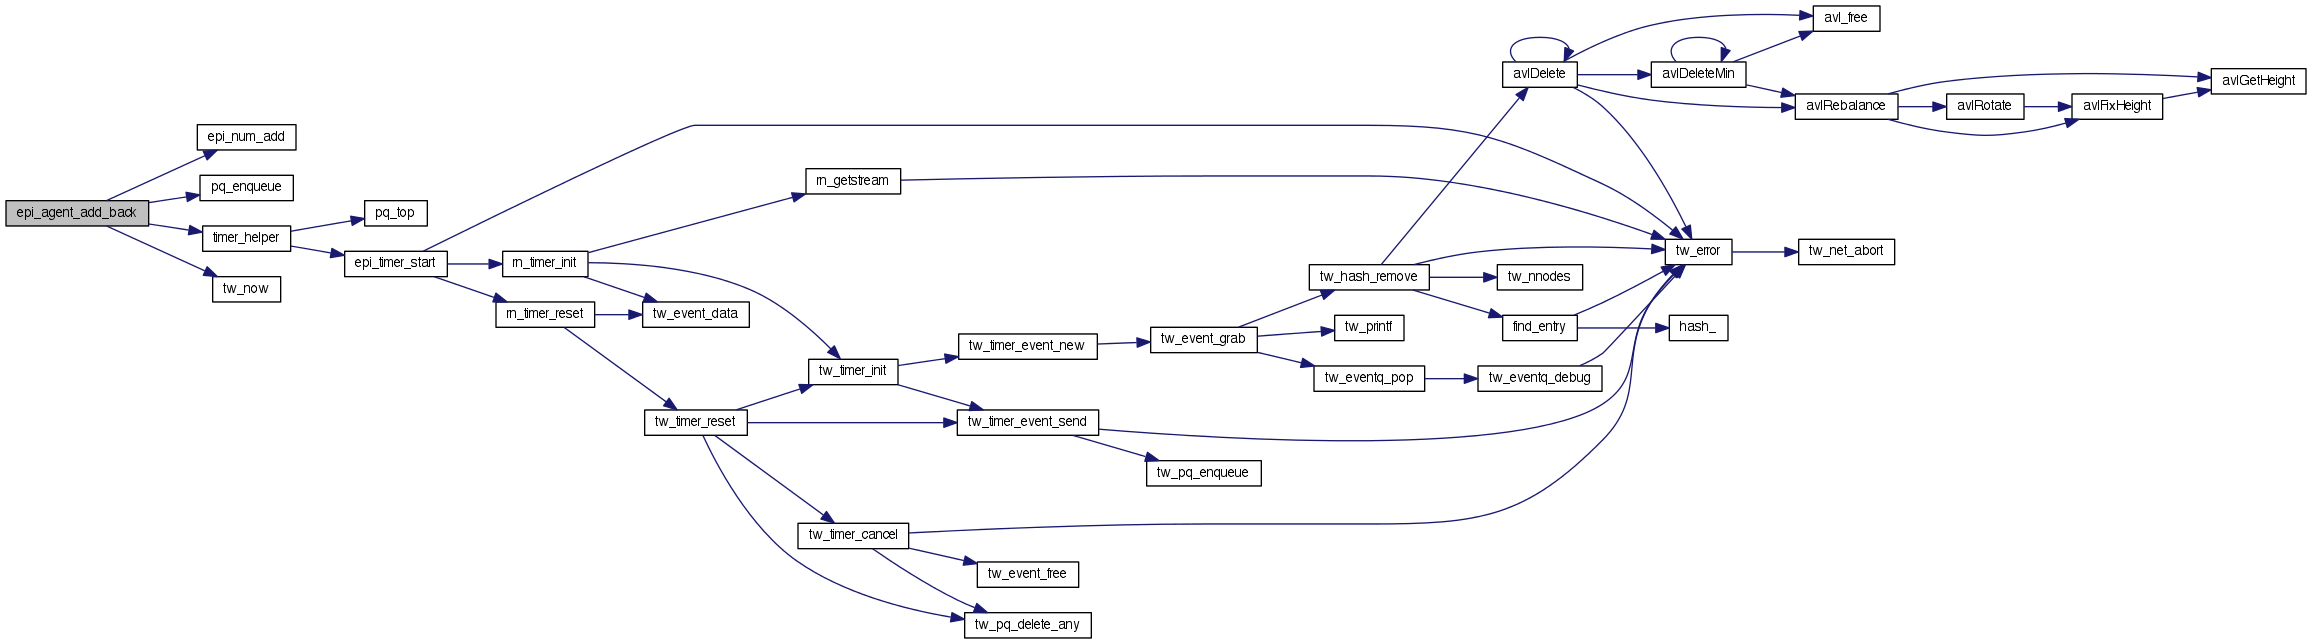 epi_agent_add_back
epi_num_add
pq_enqueue
timer_helper
tw_now
pq_top
epi_timer_start
rn_timer_init
rn_timer_reset
tw_event_data
tw_timer_reset
rn_getstream
tw_timer_init
tw_timer_cancel
tw_timer_event_new
tw_timer_event_send
tw_event_free
tw_pq_delete_any
tw_event_grab
tw_pq_enqueue
tw_hash_remove
tw_printf
tw_eventq_pop
avlDelete
tw_nnodes
find_entry
tw_eventq_debug
avlDeleteMin
tw_error
hash_
avl_free
avlRebalance
tw_net_abort
avlRotate
avlFixHeight
avlGetHeight